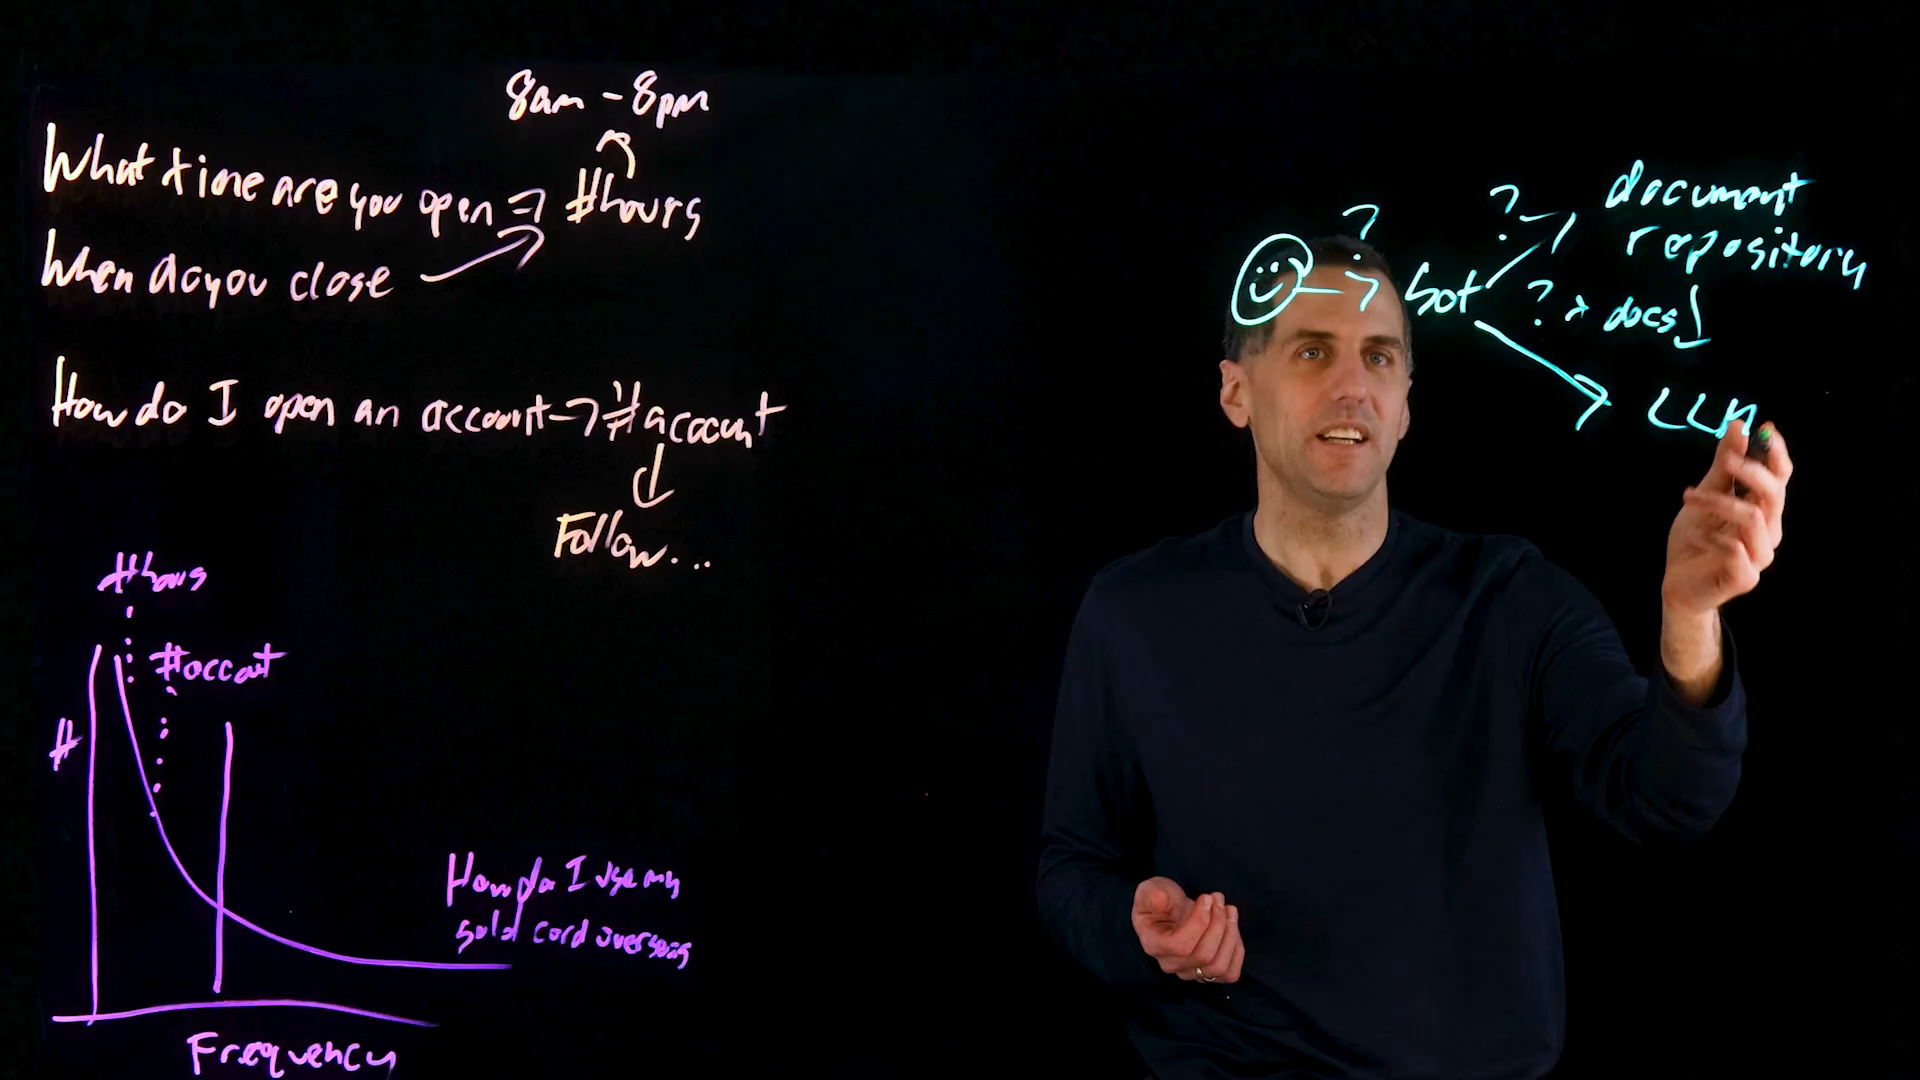 8am - 8pm
What time are you open => #hours
When do you close
How do I open an account -> #account
Follow...
#hours
#account
#
How do I use my
gold card overseas
Frequency
?
bot
?
document
repository
? + docs
LLM